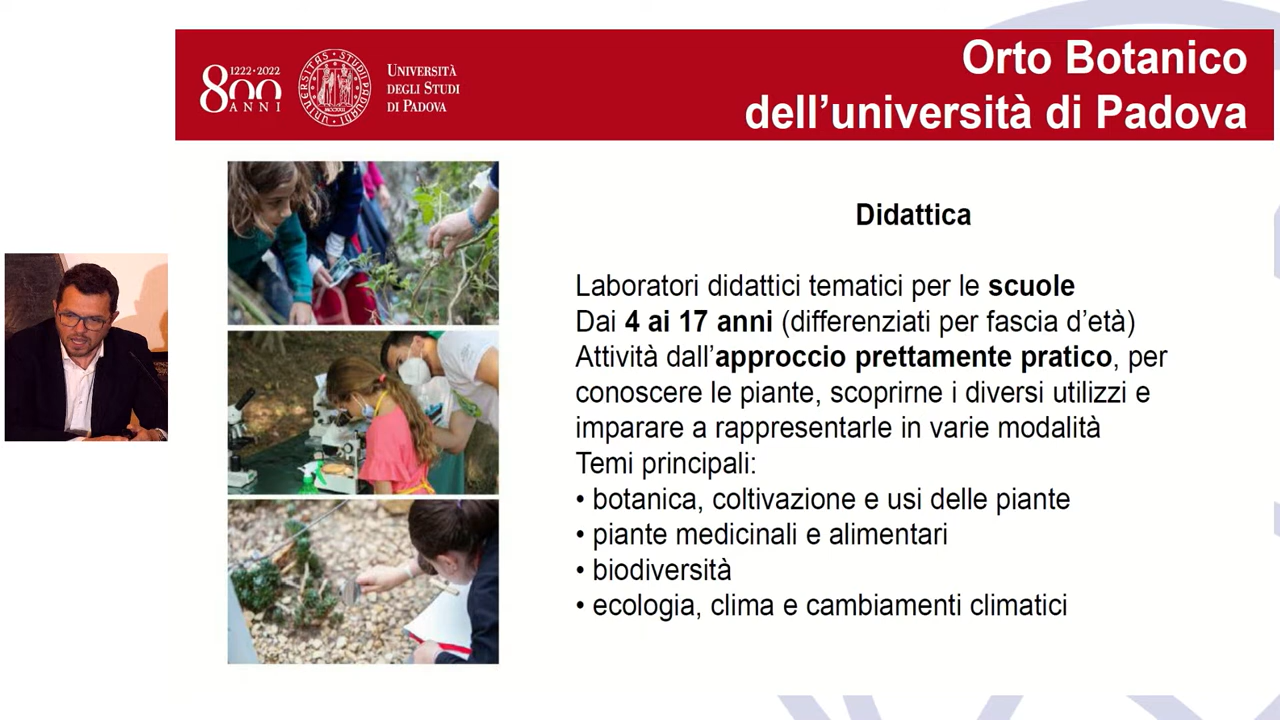 1222·2022
800
ANNI
UNIVERSITÀ
DEGLI STUDI
DI PADOVA
Orto Botanico
dell'università di Padova
Didattica
Laboratori didattici tematici per le scuole
Dai 4 ai 17 anni (differenziati per fascia d'età)
Attività dall'approccio prettamente pratico, per
conoscere le piante, scoprirne i diversi utilizzi e
imparare a rappresentarle in varie modalità
Temi principali:
• botanica, coltivazione e usi delle piante
• piante medicinali e alimentari
• biodiversità
• ecologia, clima e cambiamenti climatici